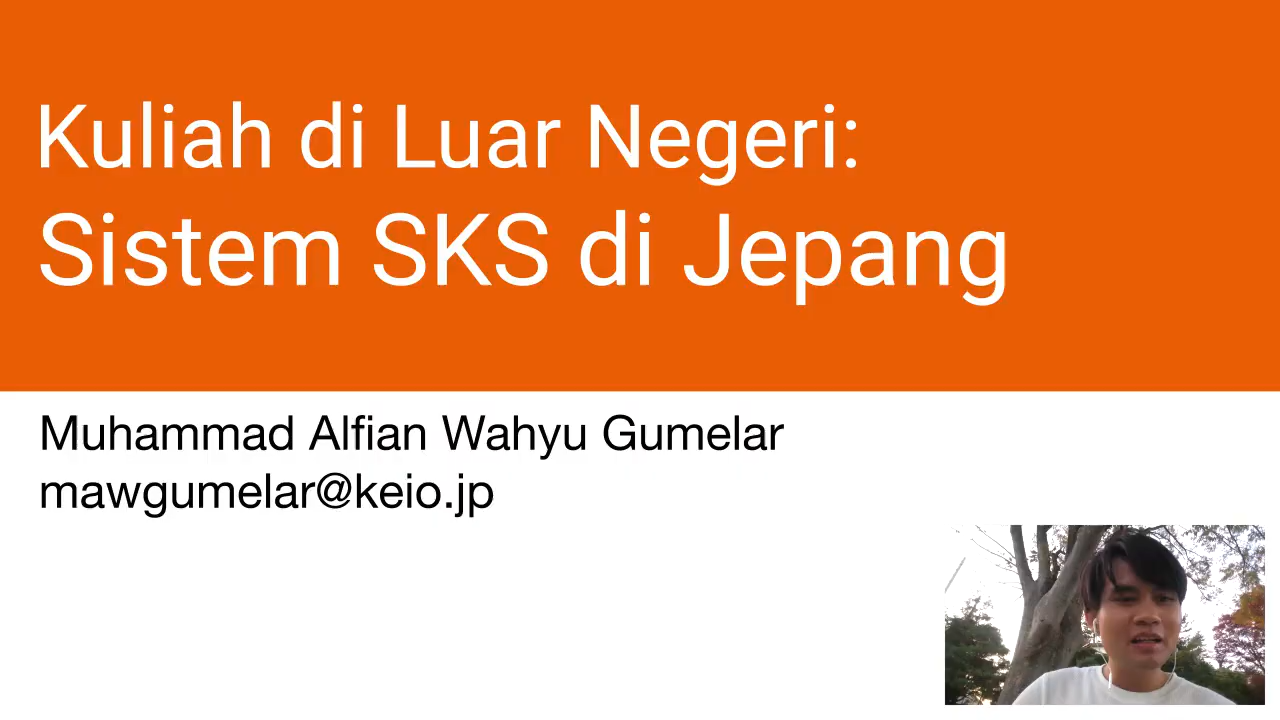 Kuliah di Luar Negeri:
Sistem SKS di Jepang
Muhammad Alfian Wahyu Gumelar
mawgumelar@keio.jp